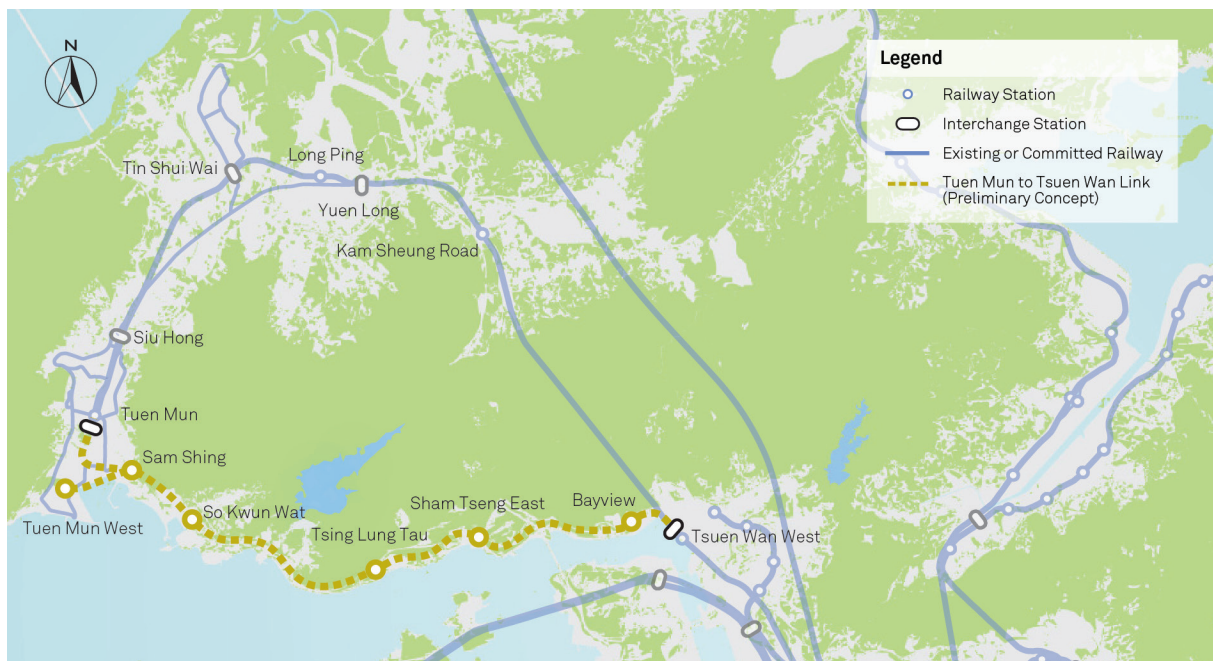 N
Legend
Railway Station
Interchange Station
Existing or Committed Railway
Tuen Mun to Tsuen Wan Link
(Preliminary Concept)
Tin Shui Wai
Long Ping
Yuen Long
Kam Sheung Road
Siu Hong
Tuen Mun
Sam Shing
Tuen Mun West
So Kwun Wat
Tsing Lung Tau
Sham Tseng East
Bayview
Tsuen Wan West